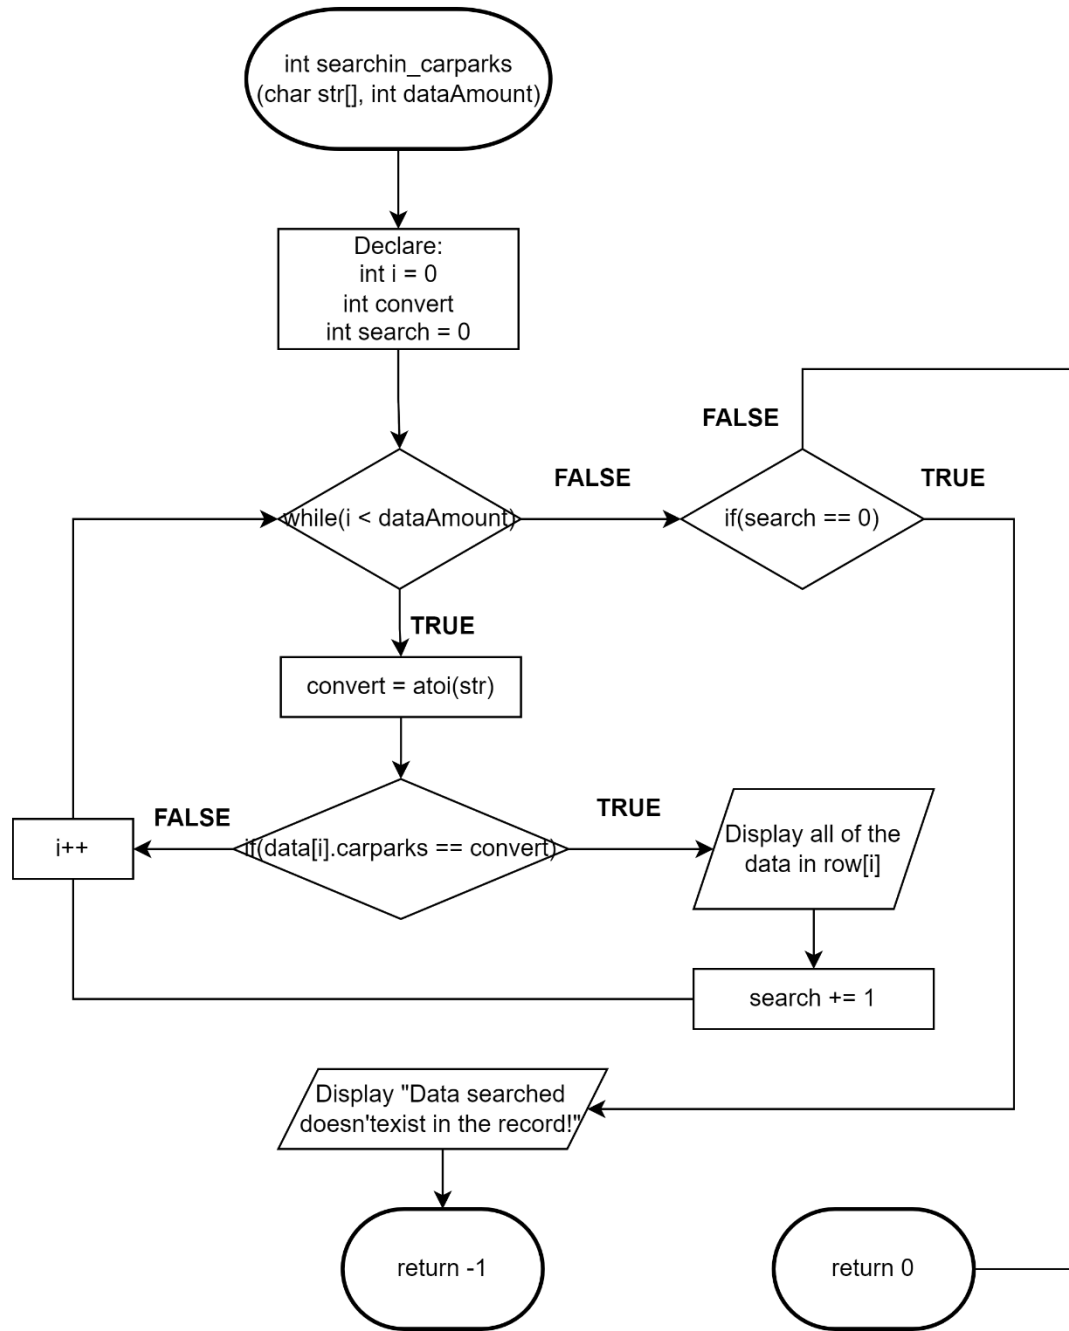 int searchin_carparks
(char str[], int dataAmount)
Declare:
int i = 0
int convert
int search = 0
FALSE
FALSE
TRUE
while(i < dataAmount)
if(search == 0)
TRUE
convert = atoi(str)
FALSE
TRUE
i++
if(data[i].carparks == convert)
Display all of the
data in row[i]
search += 1
Display "Data searched
doesn'texist in the record!"
return -1
return 0